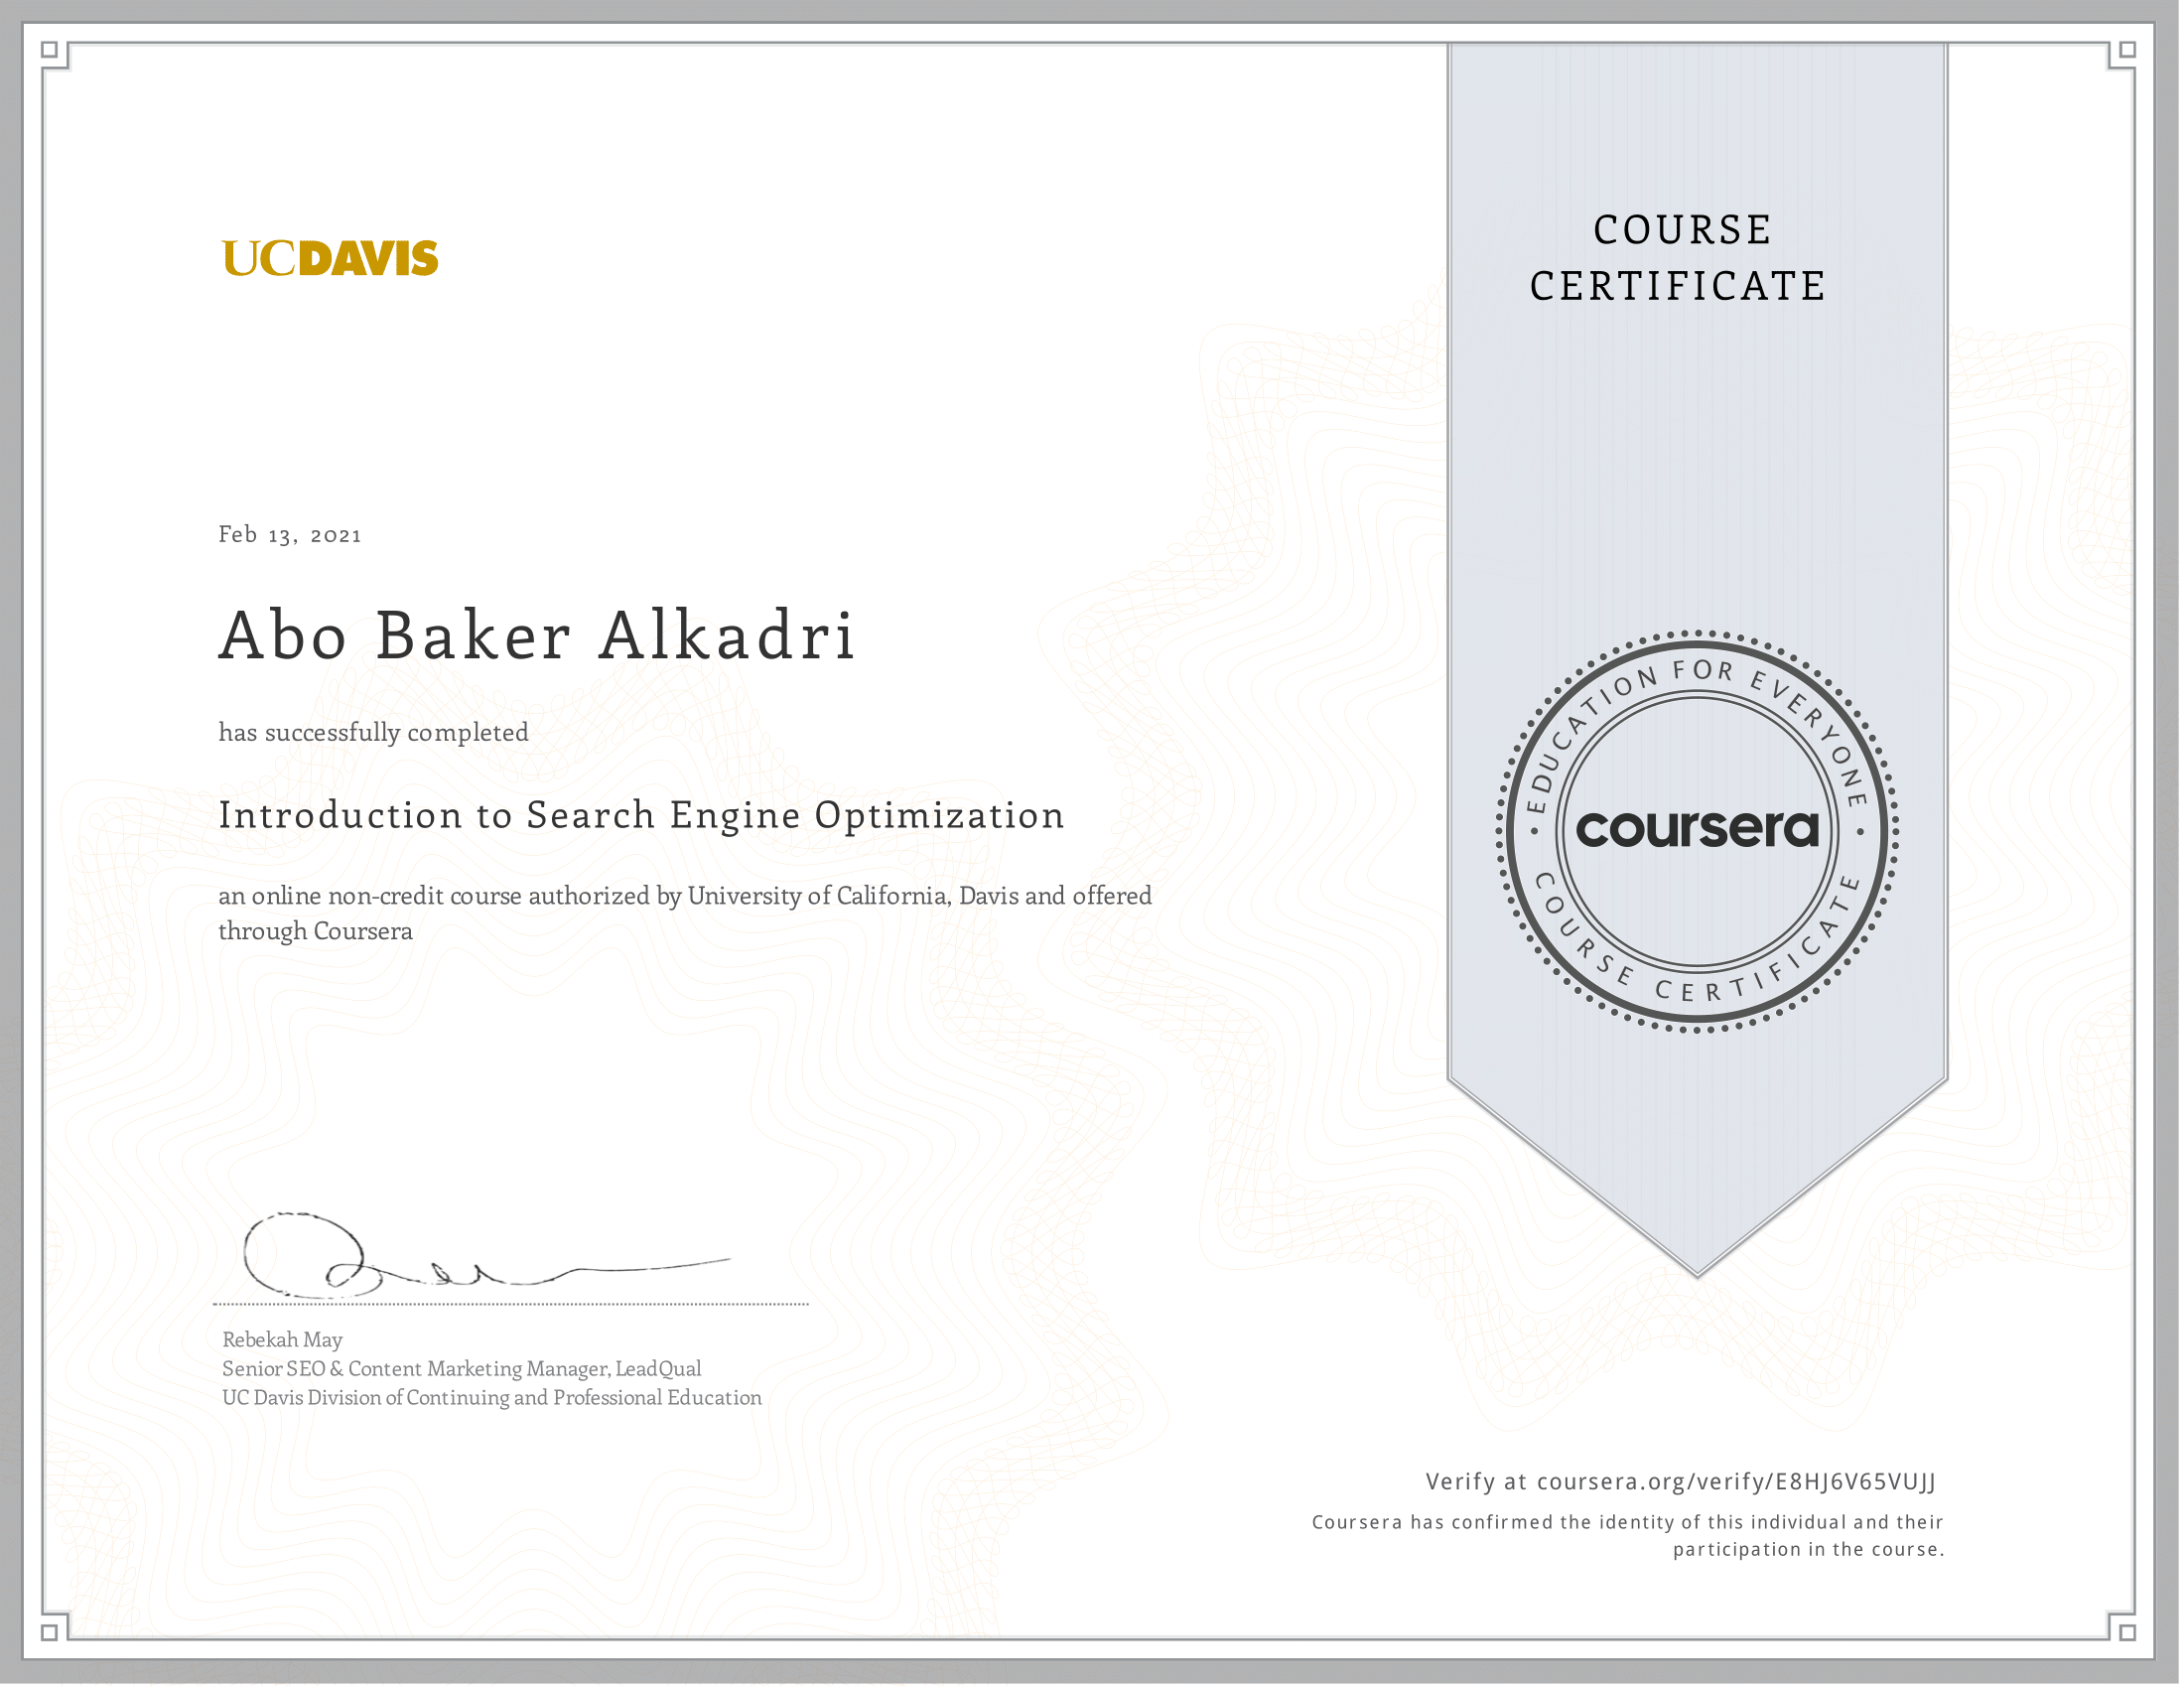 UCDAVIS
COURSE
CERTIFICATE
Feb 13, 2021
Abo Baker Alkadri
has successfully completed
Introduction to Search Engine Optimization
an online non-credit course authorized by University of California, Davis and offered
through Coursera
• EDUCATION FOR EVERYONE •
coursera
COURSE CERTIFICATE
Rebekah May
Senior SEO & Content Marketing Manager, LeadQual
UC Davis Division of Continuing and Professional Education
Verify at coursera.org/verify/E8HJ6V65VUJJ
Coursera has confirmed the identity of this individual and their
participation in the course.